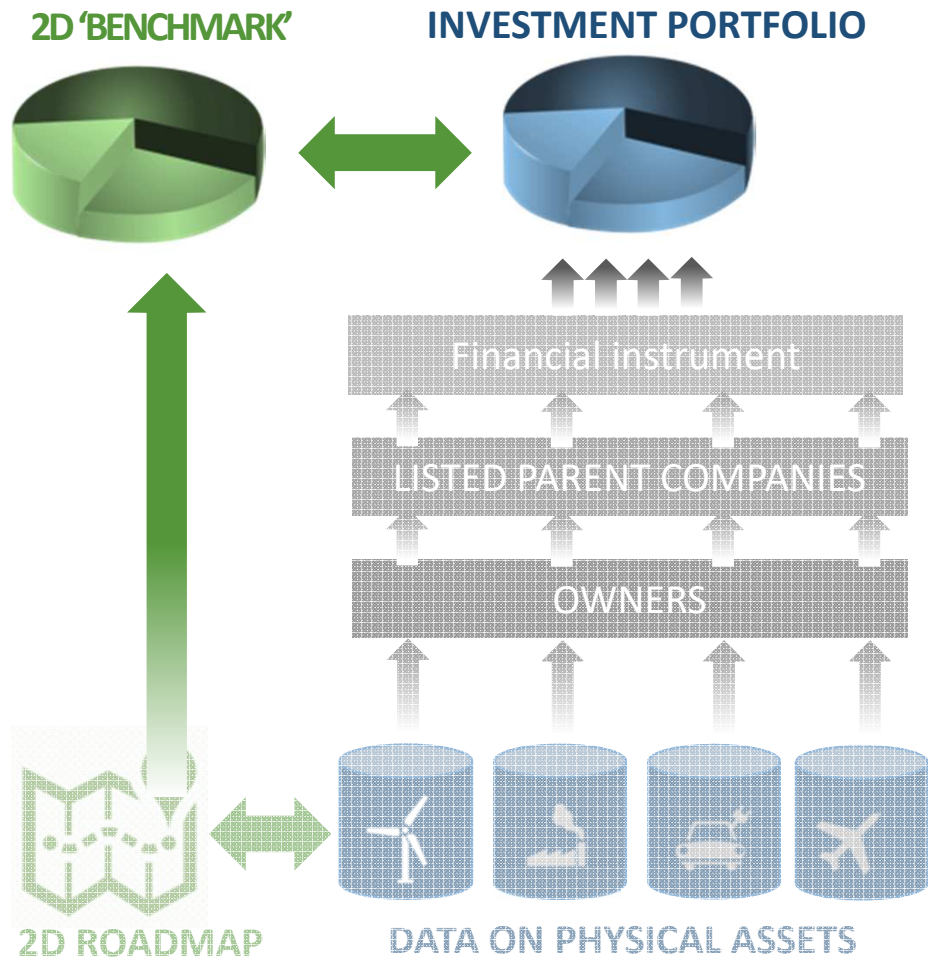 2D ‘BENCHMARK’
INVESTMENT PORTFOLIO
Financial instrument
LISTED PARENT COMPANIES
OWNERS
2D ROADMAP
DATA ON PHYSICAL ASSETS